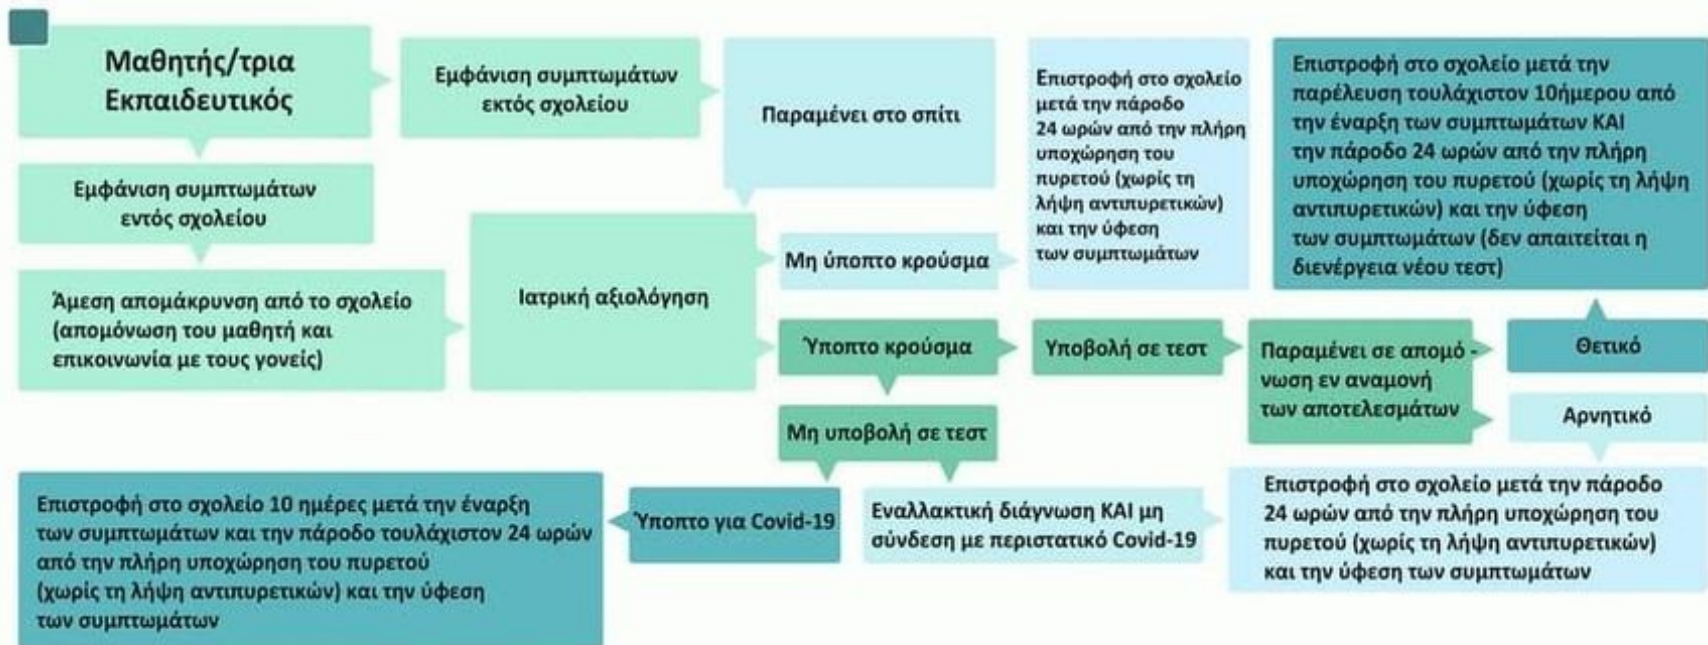 Μαθητής/τρια
Εκπαιδευτικός
Εμφάνιση συμπτωμάτων
εκτός σχολείου
Παραμένει στο σπίτι
Επιστροφή στο σχολείο
μετά την πάροδο
24 ωρών από την πλήρη
υποχώρηση του
πυρετού (χωρίς τη
λήψη αντιπυρετικών)
και την ύφεση
των συμπτωμάτων
Επιστροφή στο σχολείο μετά την
παρέλευση τουλάχιστον 10ήμερου από
την έναρξη των συμπτωμάτων ΚΑΙ
την πάροδο 24 ωρών από την πλήρη
υποχώρηση του πυρετού (χωρίς τη λήψη
αντιπυρετικών) και την ύφεση
των συμπτωμάτων (δεν απαιτείται η
διενέργεια νέου τεστ)
Εμφάνιση συμπτωμάτων
εντός σχολείου
Άμεση απομάκρυνση από το σχολείο
(απομόνωση του μαθητή και
επικοινωνία με τους γονείς)
Ιατρική αξιολόγηση
Μη ύποπτο κρούσμα
Ύποπτο κρούσμα
Υποβολή σε τεστ
Παραμένει σε απομό -
νωση εν αναμονή
των αποτελεσμάτων
Θετικό
Αρνητικό
Μη υποβολή σε τεστ
Επιστροφή στο σχολείο 10 ημέρες μετά την έναρξη
των συμπτωμάτων και την πάροδο τουλάχιστον 24 ωρών
από την πλήρη υποχώρηση του πυρετού
(χωρίς τη λήψη αντιπυρετικών) και την ύφεση
των συμπτωμάτων
Ύποπτο για Covid-19
Εναλλακτική διάγνωση ΚΑΙ μη
σύνδεση με περιστατικό Covid-19
Επιστροφή στο σχολείο μετά την πάροδο
24 ωρών από την πλήρη υποχώρηση του
πυρετού (χωρίς τη λήψη αντιπυρετικών)
και την ύφεση των συμπτωμάτων